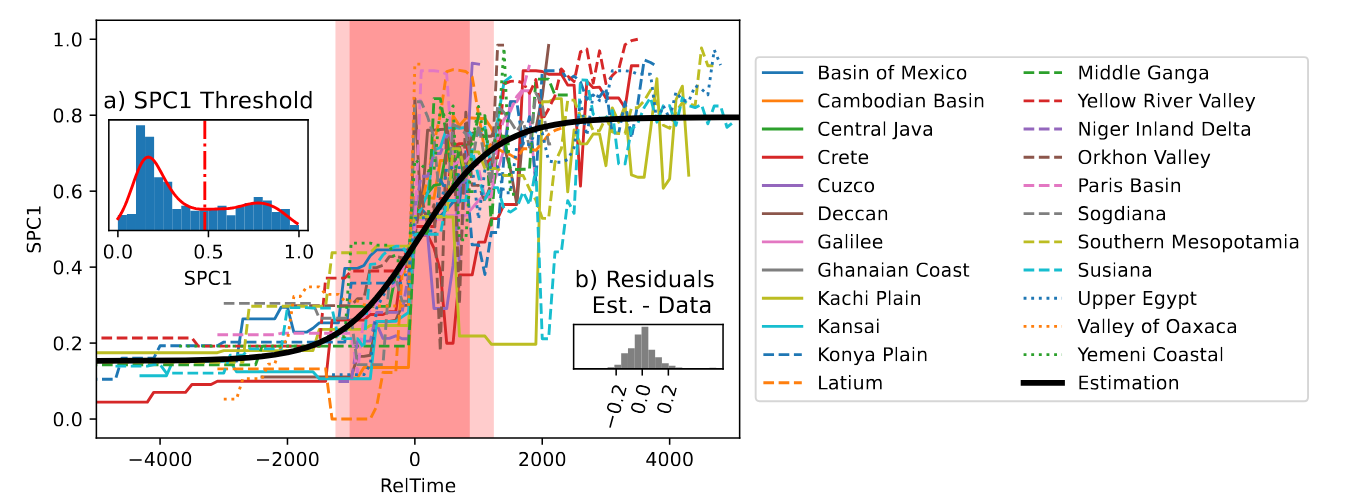 1.0
0.8
0.6
0.4
0.2
0.0
SPC1
−4000
−2000
0
2000
4000
RelTime
a) SPC1 Threshold
0.0
0.5
1.0
SPC1
b) Residuals
Est. - Data
−0.2
0.0
0.2
Basin of Mexico
Cambodian Basin
Central Java
Crete
Cuzco
Deccan
Galilee
Ghanaian Coast
Kachi Plain
Kansai
Konya Plain
Latium
Middle Ganga
Yellow River Valley
Niger Inland Delta
Orkhon Valley
Paris Basin
Sogdiana
Southern Mesopotamia
Susiana
Upper Egypt
Valley of Oaxaca
Yemeni Coastal
Estimation